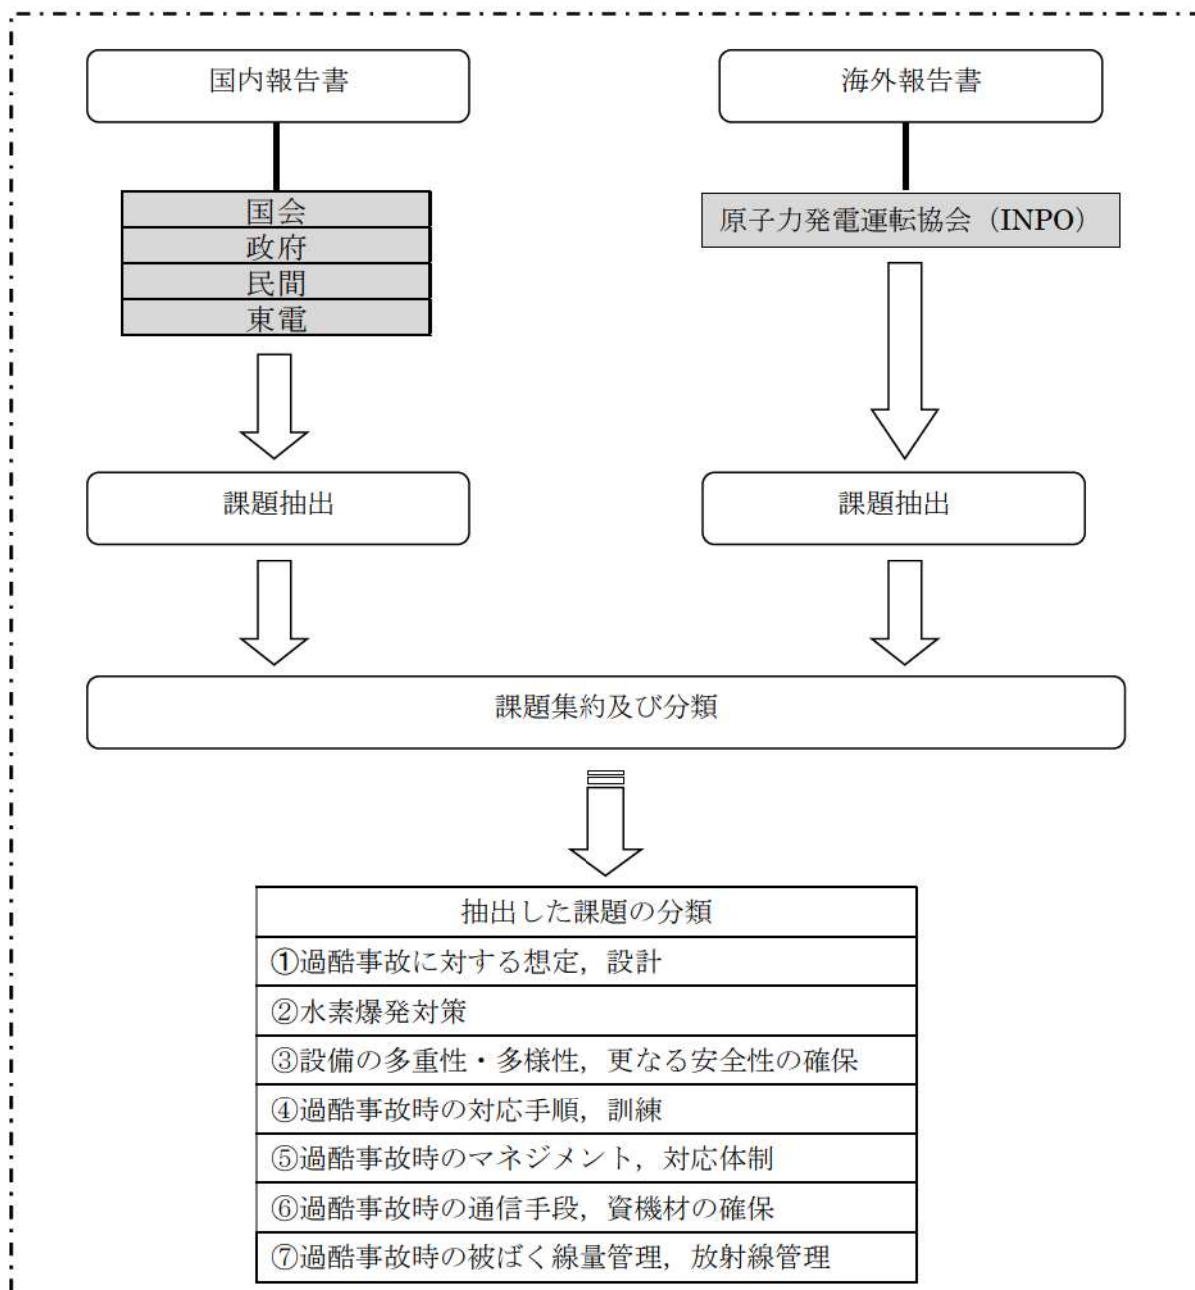 国内報告書
国会
政府
民間
東電
課題抽出
海外報告書
原子力発電運転協会（INPO）
課題抽出
課題集約及び分類
抽出した課題の分類
①過酷事故に対する想定，設計
②水素爆発対策
③設備の多重性・多様性，更なる安全性の確保
④過酷事故時の対応手順，訓練
⑤過酷事故時のマネジメント，対応体制
⑥過酷事故時の通信手段，資機材の確保
⑦過酷事故時の被ばく線量管理，放射線管理